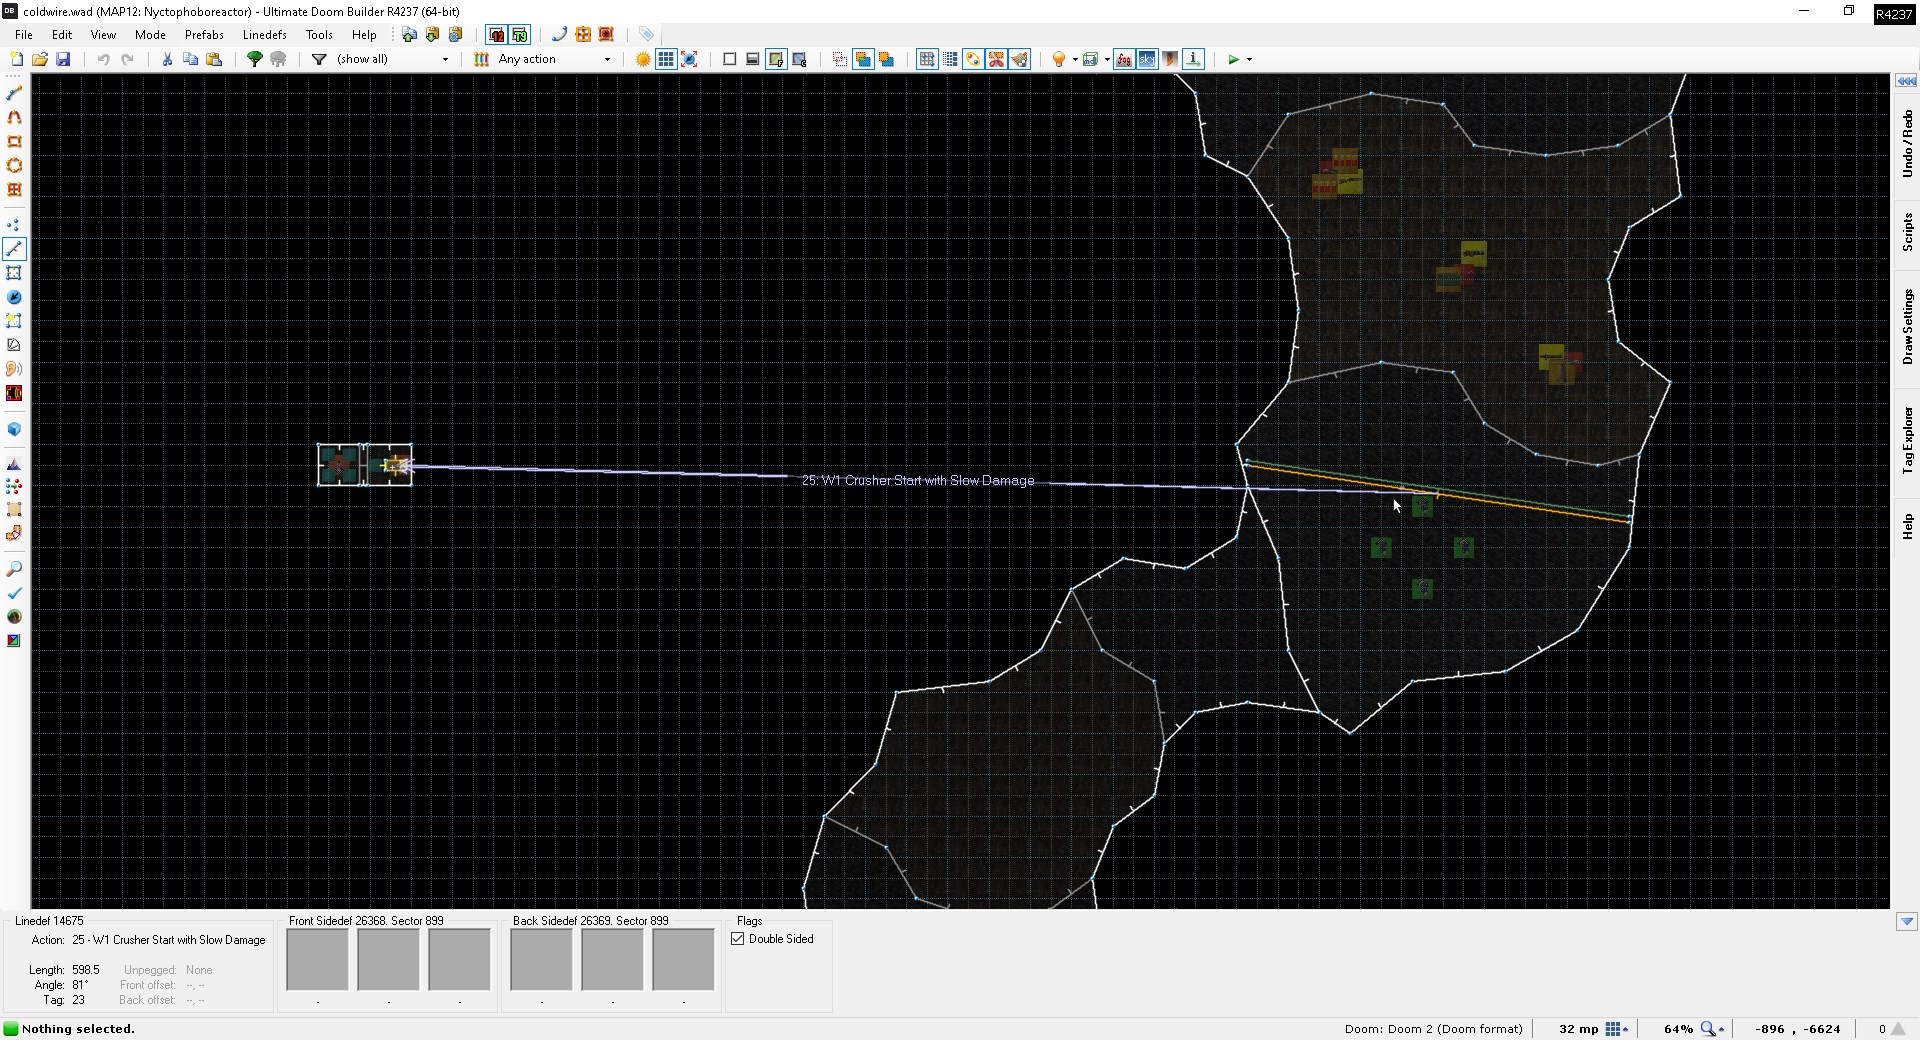 coldwire.wad (MAP12: Nyctophoboreactor) - Ultimate Doom Builder R4237 (64-bit)
R4237
File Edit View Mode Prefabs Linedefs Tools Help
(show all)
Any action
Undo / Redo
Scripts
Draw Settings
Tag Explorer
Help
25: W1 Crusher Start with Slow Damage
Linedef 14675
Action: 25 - W1 Crusher Start with Slow Damage
Length: 598.5 Unpegged: None
Angle: 81° Front offset: --, --
Tag: 23 Back offset: --, --
Front Sidedef 26368. Sector 899
- - -
Back Sidedef 26369. Sector 899
- - -
Flags
Double Sided
Nothing selected.
Doom: Doom 2 (Doom format)
32 mp
64%
-896 , -6624
0